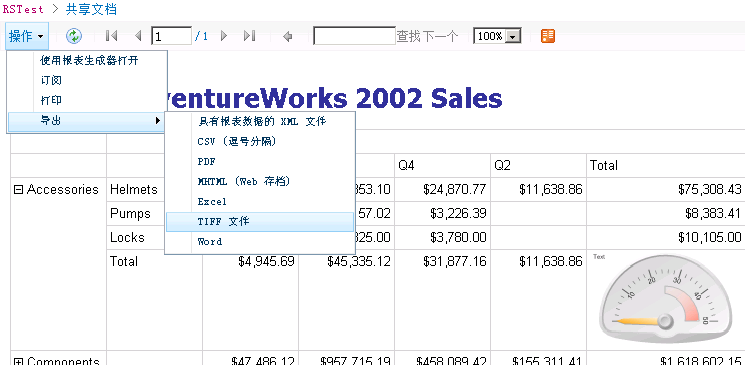 RSTest > 共享文档
操作 1 / 1 查找下一个 100%
使用报表生成器打开
订阅
打印
导出
ventureWorks 2002 Sales
具有报表数据的 XML 文件
CSV (逗号分隔)
PDF
MHTML (Web 存档)
Excel
TIFF 文件
Word
Q4 Q2 Total
Accessories Helmets 353.10 $24,870.77 $11,638.86 $75,308.43
Pumps 57.02 $3,226.39 $8,383.41
Locks 325.00 $3,780.00 $10,105.00
Total $4,945.69 $45,335.12 $31,877.16 $11,638.86
Text
10 20 30 40 50
Components $47,486.12 $957,715.19 $458,089.42 $155,311.41 $1,618,602.15